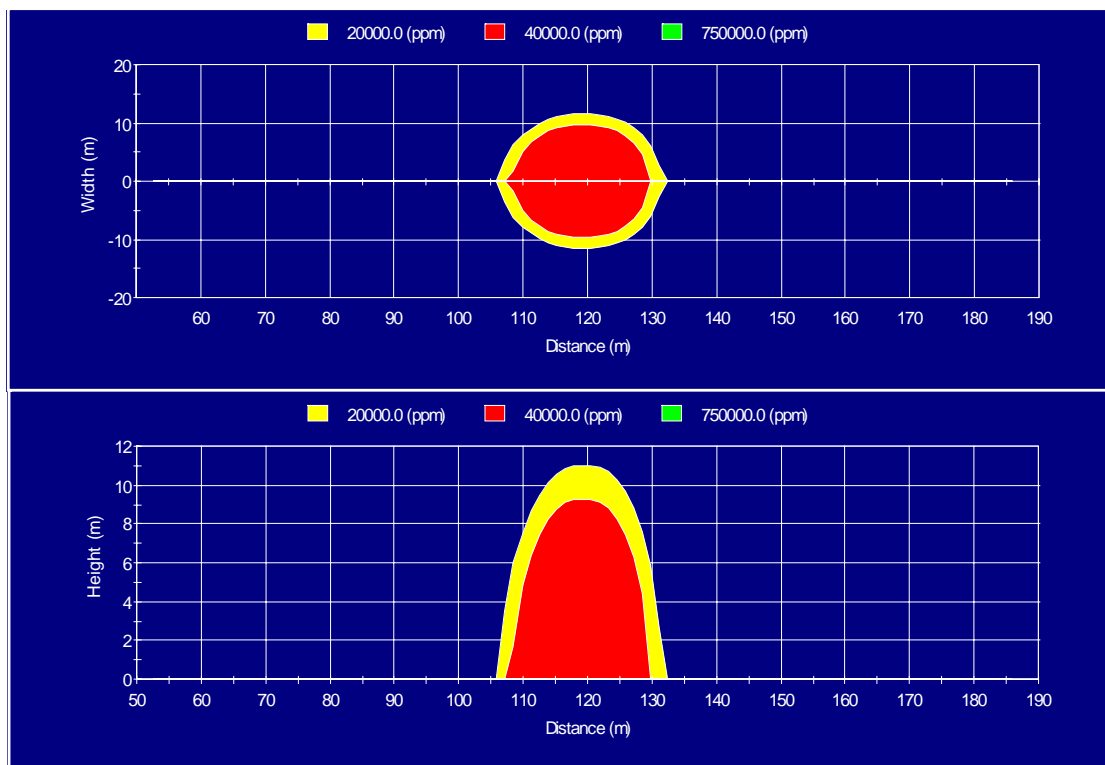 20000.0 (ppm) 40000.0 (ppm) 750000.0 (ppm)
20
10
0
-10
-20
Width (m)
60 70 80 90 100 110 120 130 140 150 160 170 180 190
Distance (m)
20000.0 (ppm) 40000.0 (ppm) 750000.0 (ppm)
12
10
8
6
4
2
0
Height (m)
50 60 70 80 90 100 110 120 130 140 150 160 170 180 190
Distance (m)